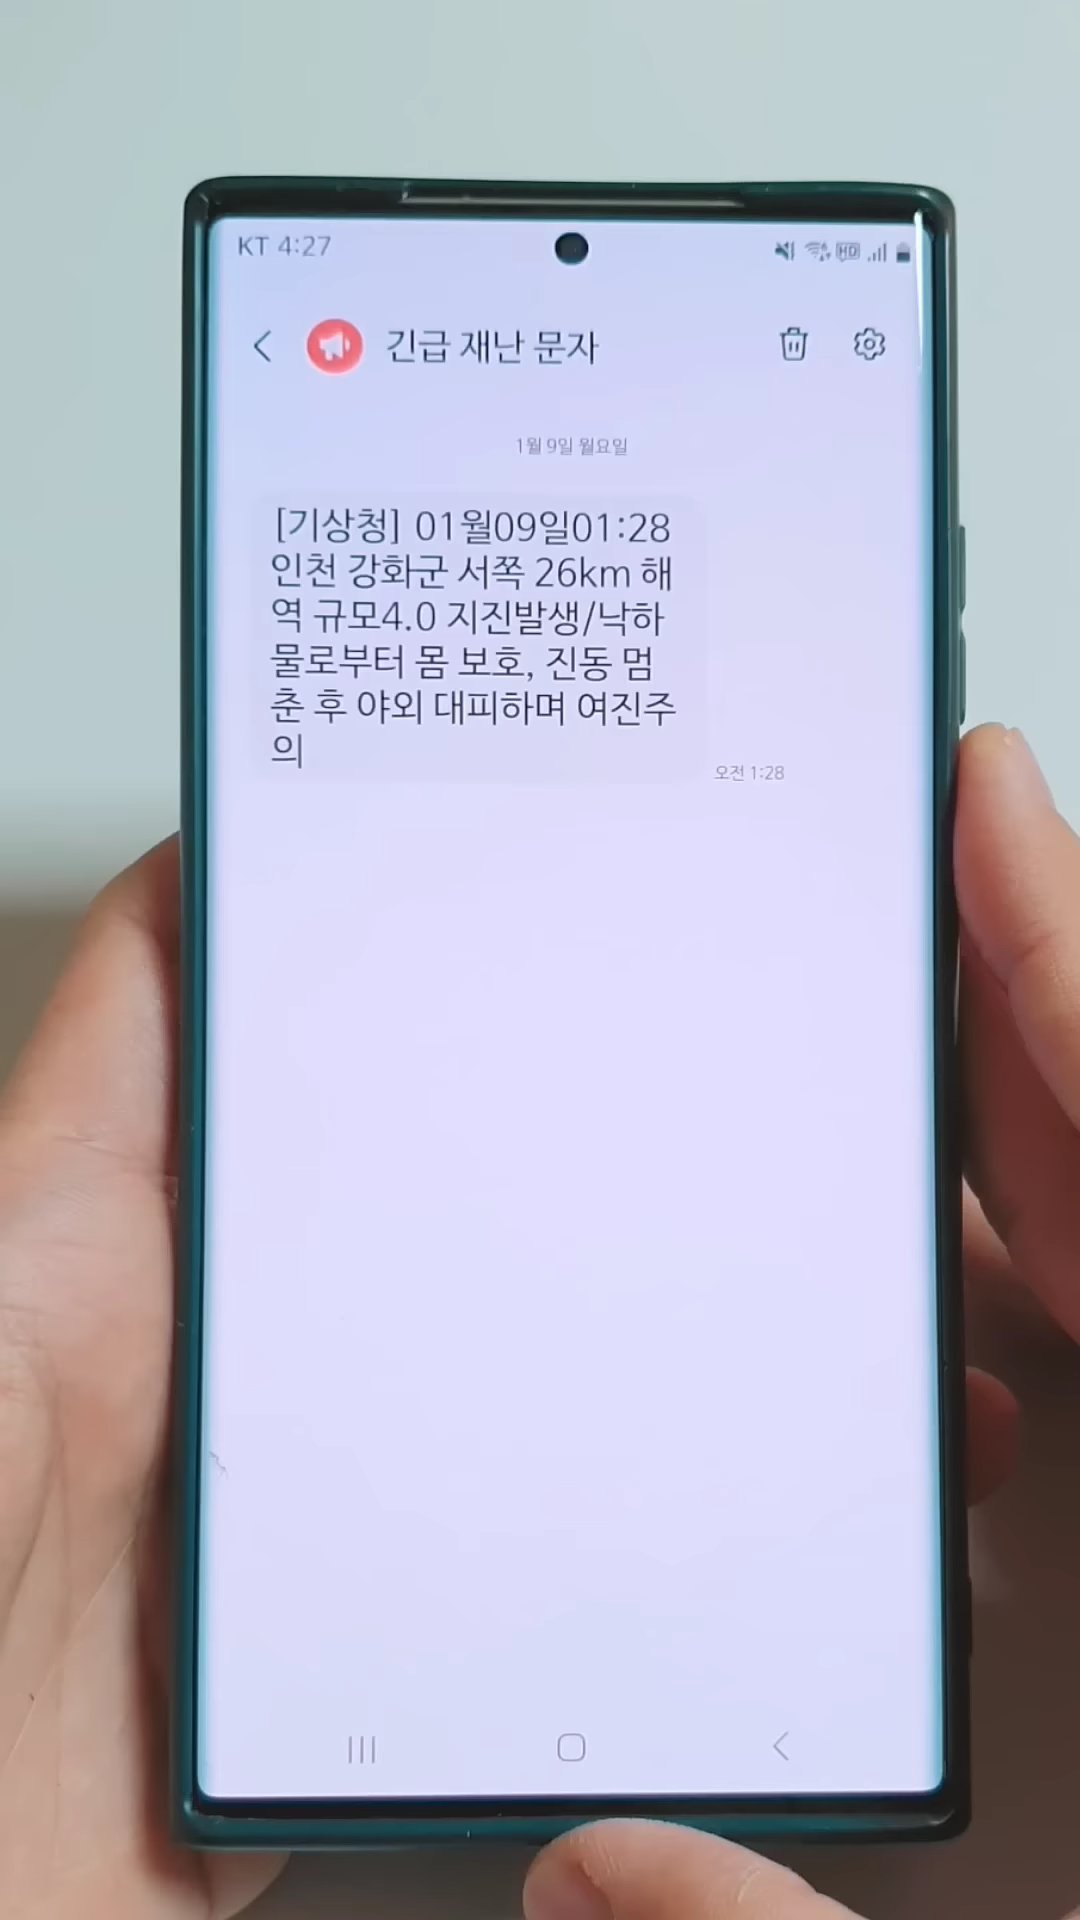 KT 4:27
긴급 재난 문자
1월 9일 월요일
[기상청] 01월09일01:28
인천 강화군 서쪽 26km 해
역 규모4.0 지진발생/낙하
물로부터 몸 보호, 진동 멈
춘 후 야외 대피하며 여진주
의
오전 1:28